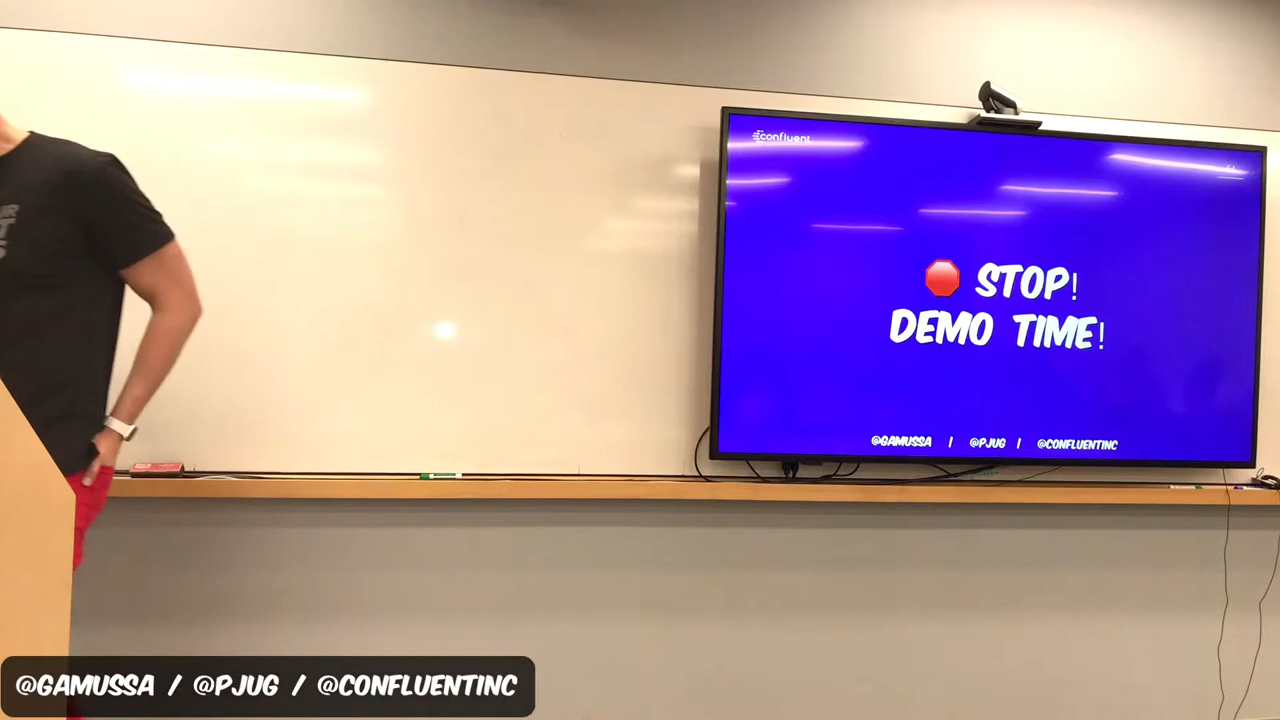 confluent
STOP!
DEMO TIME!
@GAMUSSA | @PJUG | @CONFLUENTINC
@GAMUSSA / @PJUG / @CONFLUENTINC